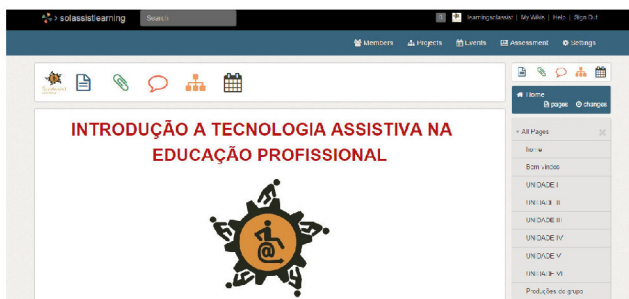 solassistlearning
Search
learningsolassist | My Wikis | Help | Sign Out
Members
Projects
Events
Assessment
Settings
INTRODUÇÃO A TECNOLOGIA ASSISTIVA NA
EDUCAÇÃO PROFISSIONAL
@
Home
pages
changes
All Pages
home
Bem vindos
UNIDADE I
UNIDADE II
UNIDADE III
UNIDADE IV
UNIDADE V
UNIDADE VI
Produções do grupo